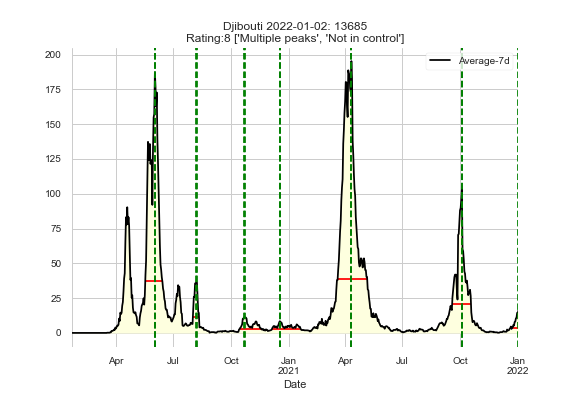 Djibouti 2022-01-02: 13685
Rating:8 ['Multiple peaks', 'Not in control']
Average-7d
200
175
150
125
100
75
50
25
0
Apr
Jul
Oct
Jan
2021
Apr
Jul
Oct
Jan
2022
Date